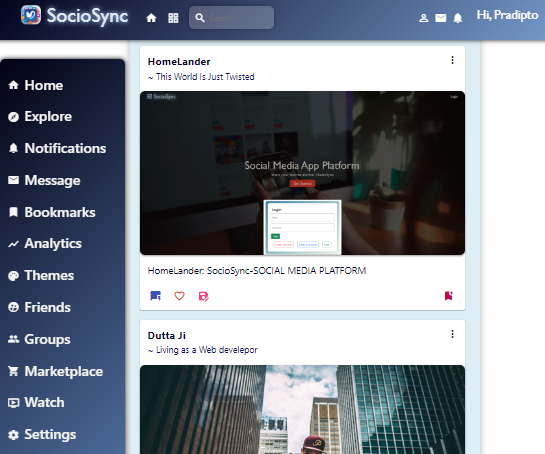 SocioSync
Search
Hi, Pradipto
Home
Explore
Notifications
Message
Bookmarks
Analytics
Themes
Friends
Groups
Marketplace
Watch
Settings
HomeLander
~ This World Is Just Twisted
SocioSync
Login
Social Media App Platform
Get Started
Login
HomeLander: SocioSync-SOCIAL MEDIA PLATFORM
Dutta Ji
~ Living as a Web develepor